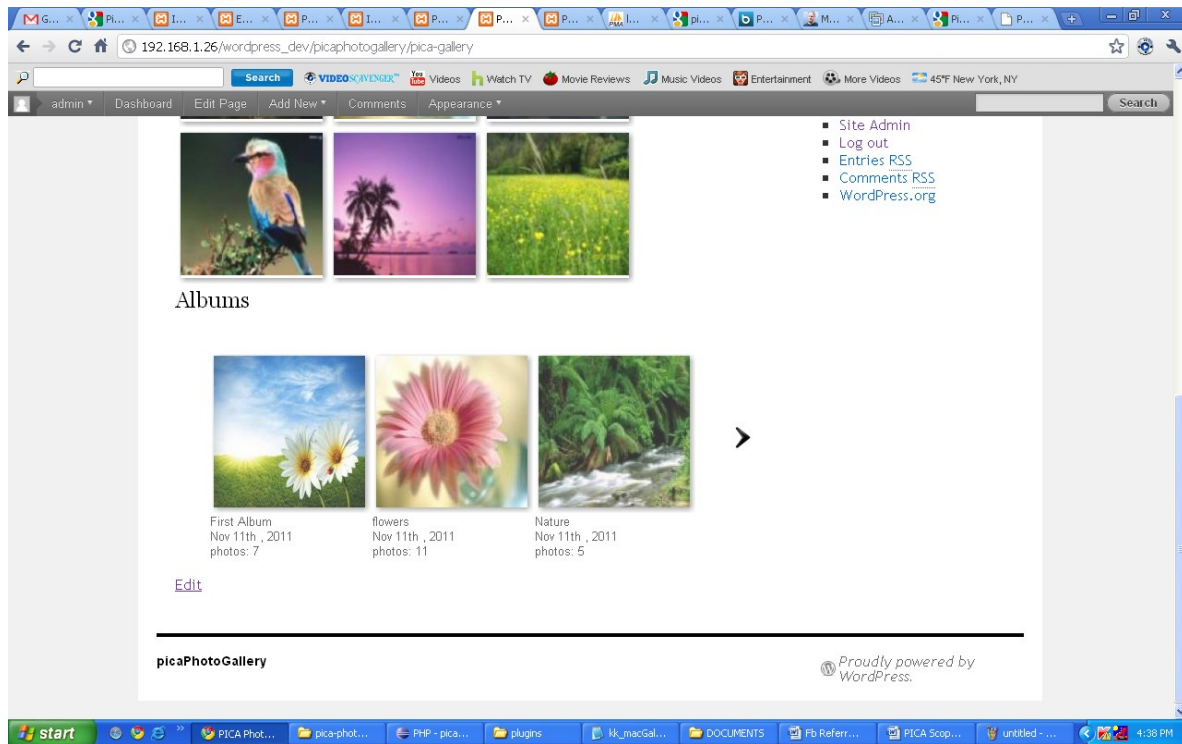 G... Pi... I... E... P... I... P... P... P... I... pi... P... M... A... Pi... P...
192.168.1.26/wordpress_dev/picaphotogallery/pica-gallery
Search VIDEOSCAVENGER™ Videos Watch TV Movie Reviews Music Videos Entertainment More Videos 45°F New York, NY
admin Dashboard Edit Page Add New Comments Appearance Search
Site Admin
Log out
Entries RSS
Comments RSS
WordPress.org
Albums
First Album
Nov 11th , 2011
photos: 7
flowers
Nov 11th , 2011
photos: 11
Nature
Nov 11th , 2011
photos: 5
Edit
picaPhotoGallery
Proudly powered by
WordPress.
start PICA Phot... pica-phot... PHP - pica... plugins kk_macGal... DOCUMENTS Fb Referr... PICA Scop... untitled - ... 4:38 PM